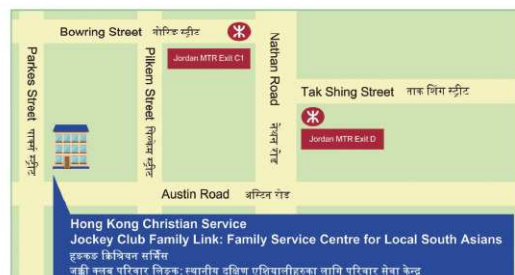 Bowring Street बोरिङ स्ट्रीट
Jordan MTR Exit C1
Parkes Street पार्क्स स्ट्रीट
Pilkem Street पिल्केम स्ट्रीट
Nathan Road नेथन रोड
Tak Shing Street ताक शिंग स्ट्रीट
Jordan MTR Exit D
Austin Road अस्टिन रोड
Hong Kong Christian Service
Jockey Club Family Link: Family Service Centre for Local South Asians
हङकङ क्रिश्चियन सर्भिस
जक्की क्लब परिवार लिङ्क: स्थानीय दक्षिण एशियालीहरुका लागि परिवार सेवा केन्द्र